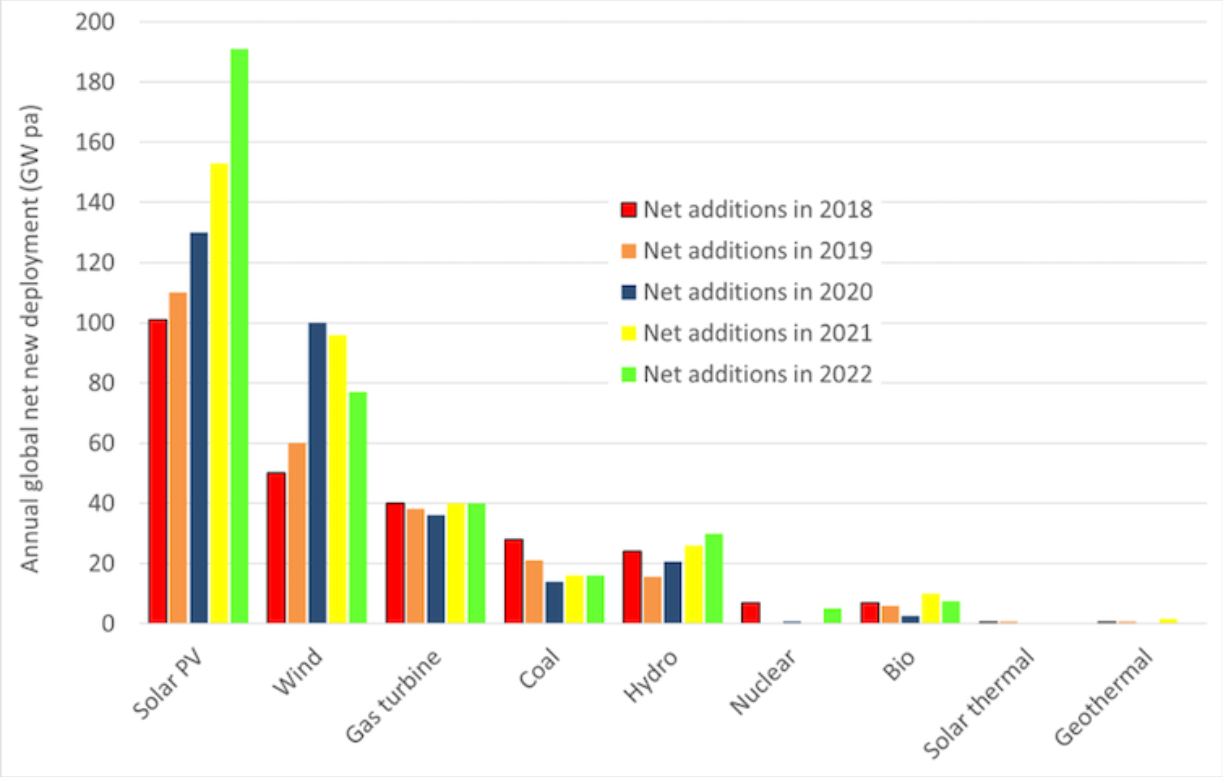 Annual global net new deployment (GW pa)
200
180
160
140
120
100
80
60
40
20
0
Net additions in 2018
Net additions in 2019
Net additions in 2020
Net additions in 2021
Net additions in 2022
Solar PV
Wind
Gas turbine
Coal
Hydro
Nuclear
Bio
Solar thermal
Geothermal